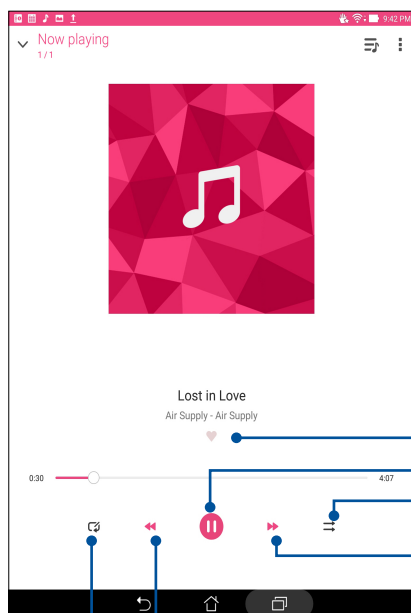 9:42 PM
Now playing
1/1
Lost in Love
Air Supply - Air Supply
0:30
4:07